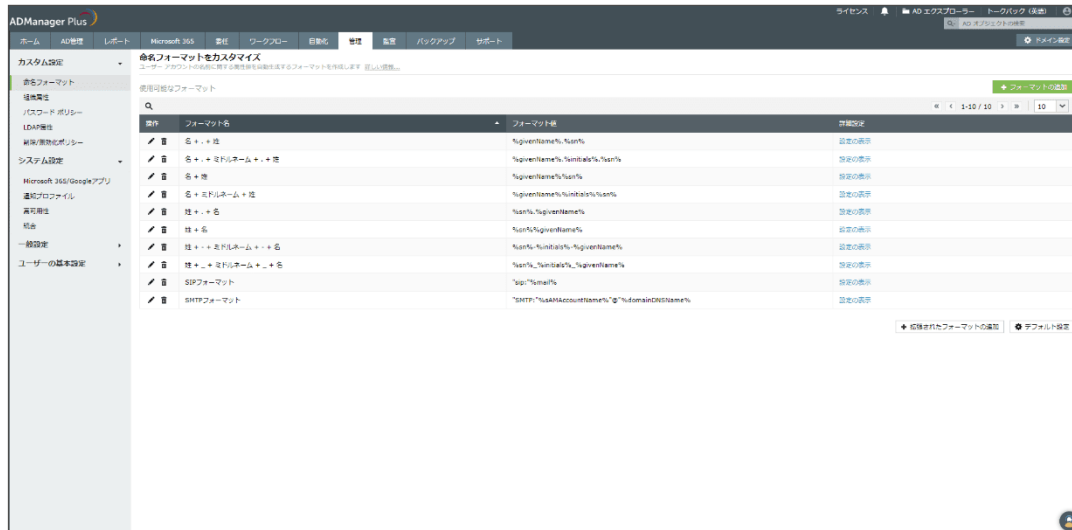 ライセンス AD エクスプローラー トークバック (英語)
ADManager Plus
AD オブジェクトの検索
ホーム AD管理 レポート Microsoft 365 委任 ワークフロー 自動化 管理 監査 バックアップ サポート ドメイン設定
カスタム設定
命名フォーマット
組織属性
パスワード ポリシー
LDAP属性
削除/無効化ポリシー
システム設定
Microsoft 365/Googleアプリ
通知プロファイル
高可用性
統合
一般設定
ユーザーの基本設定
命名フォーマットをカスタマイズ
ユーザー アカウントの名前に関する属性値を自動生成するフォーマットを作成します 詳しい情報...
使用可能なフォーマット
+ フォーマットの追加
1-10 / 10 10
操作 フォーマット名 フォーマット値 詳細設定
名 + . + 姓 %givenName%.%sn% 設定の表示
名 + . + ミドルネーム + . + 姓 %givenName%.%initials%.%sn% 設定の表示
名 + 姓 %givenName%%sn% 設定の表示
名 + ミドルネーム + 姓 %givenName%%initials%%sn% 設定の表示
姓 + . + 名 %sn%.%givenName% 設定の表示
姓 + 名 %sn%%givenName% 設定の表示
姓 + - + ミドルネーム + - + 名 %sn%-%initials%-%givenName% 設定の表示
姓 + _ + ミドルネーム + _ + 名 %sn%_%initials%_%givenName% 設定の表示
SIPフォーマット "sip:"%mail% 設定の表示
SMTPフォーマット "SMTP:"%sAMAccountName%"@"%domainDNSName% 設定の表示
+ 拡張されたフォーマットの追加 デフォルト設定